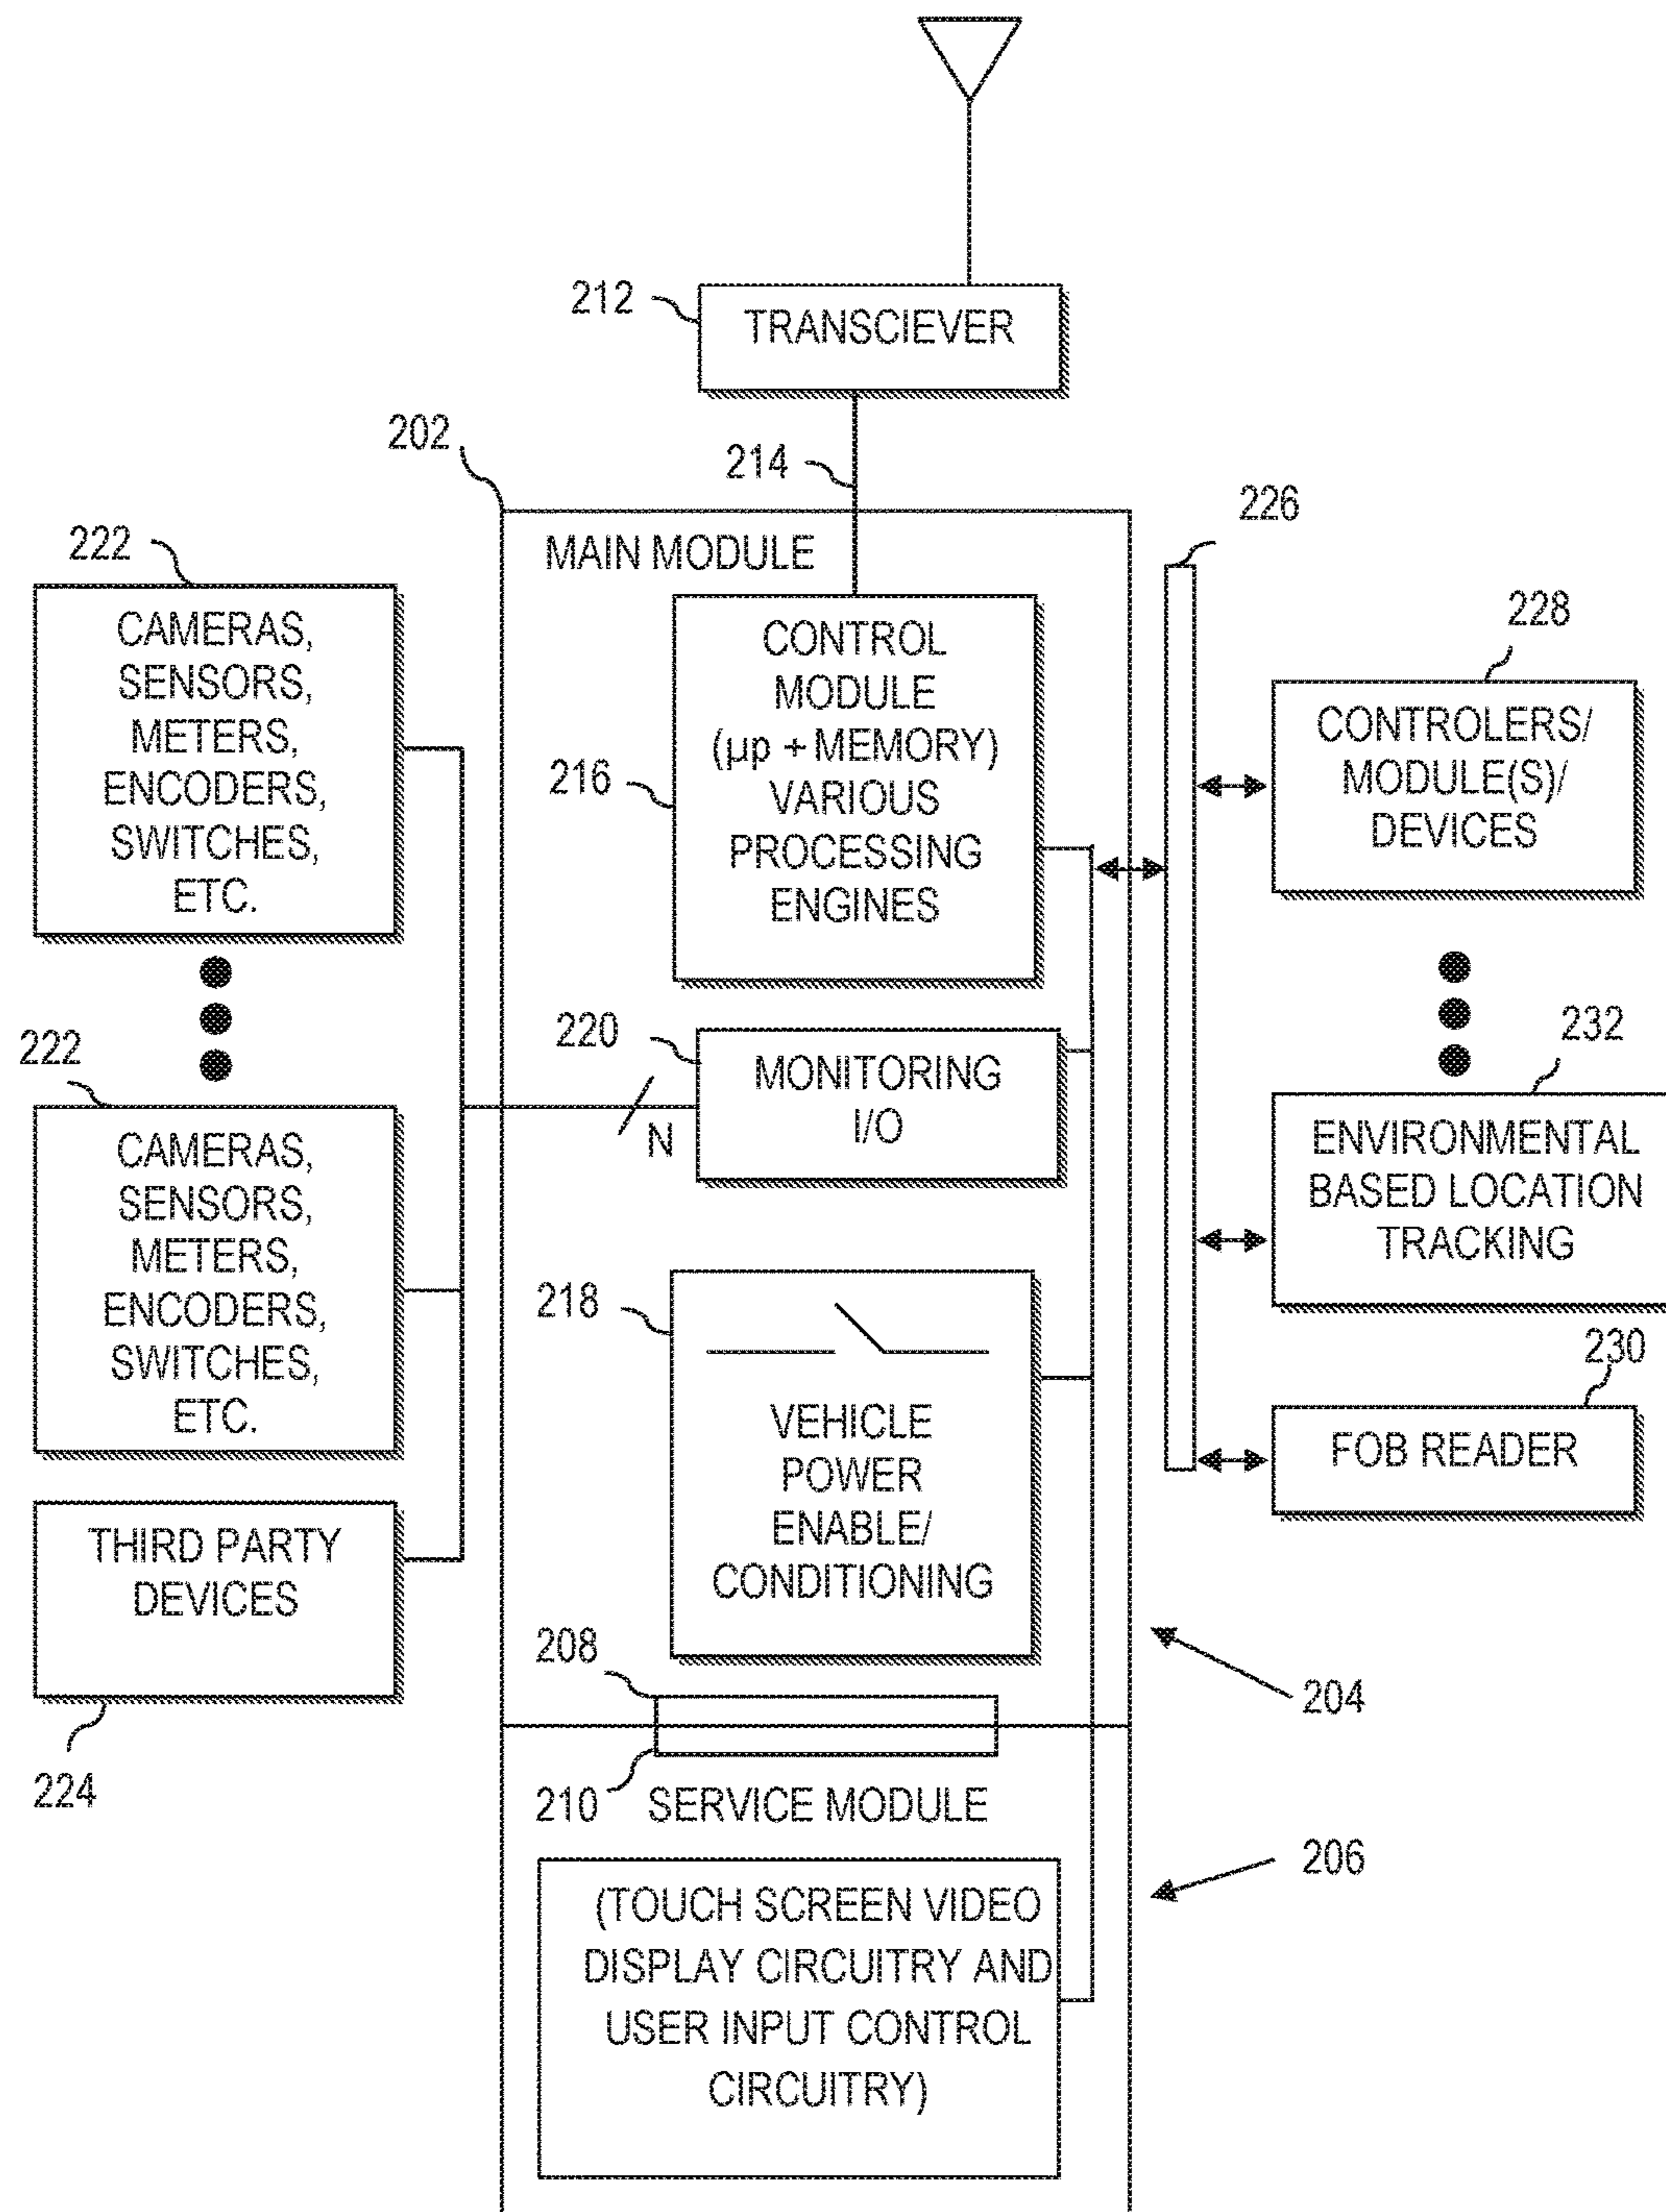 212
TRANSCIEVER
202
214
226
MAIN MODULE
222
CAMERAS,
SENSORS,
METERS,
ENCODERS,
SWITCHES,
ETC.
216
CONTROL
MODULE
(µp + MEMORY)
VARIOUS
PROCESSING
ENGINES
228
CONTROLERS/
MODULE(S)/
DEVICES
222
CAMERAS,
SENSORS,
METERS,
ENCODERS,
SWITCHES,
ETC.
220
MONITORING
I/O
N
232
ENVIRONMENTAL
BASED LOCATION
TRACKING
218
VEHICLE
POWER
ENABLE/
CONDITIONING
230
FOB READER
THIRD PARTY
DEVICES
224
208
210
SERVICE MODULE
204
206
(TOUCH SCREEN VIDEO
DISPLAY CIRCUITRY AND
USER INPUT CONTROL
CIRCUITRY)